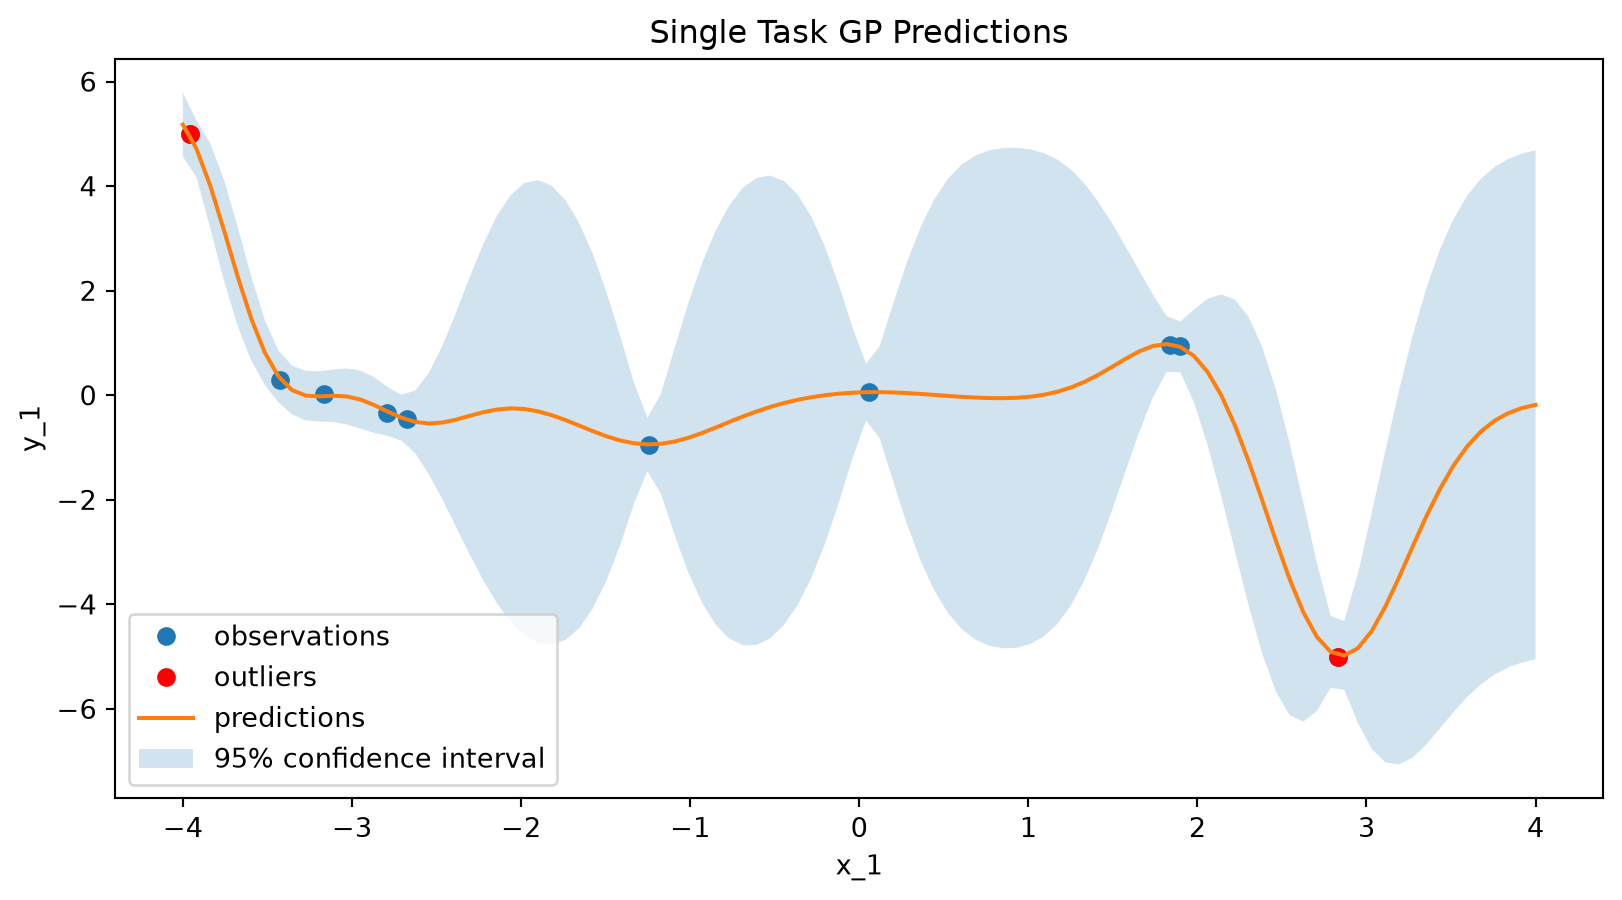 Single Task GP Predictions
6
4
2
0
−2
−4
−6
y_1
observations
outliers
predictions
95% confidence interval
−4 −3 −2 −1 0 1 2 3 4
x_1